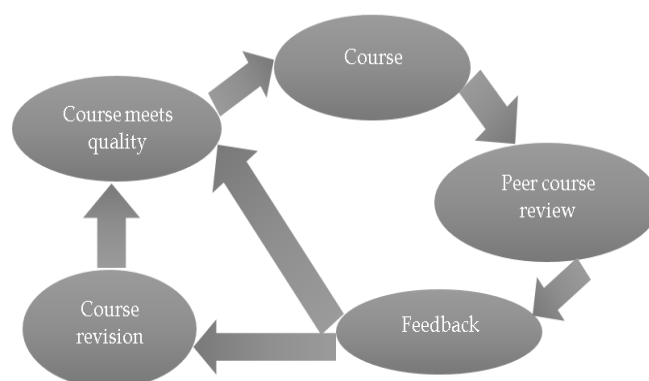 Course
Course meets
quality
Peer course
review
Feedback
Course
revision